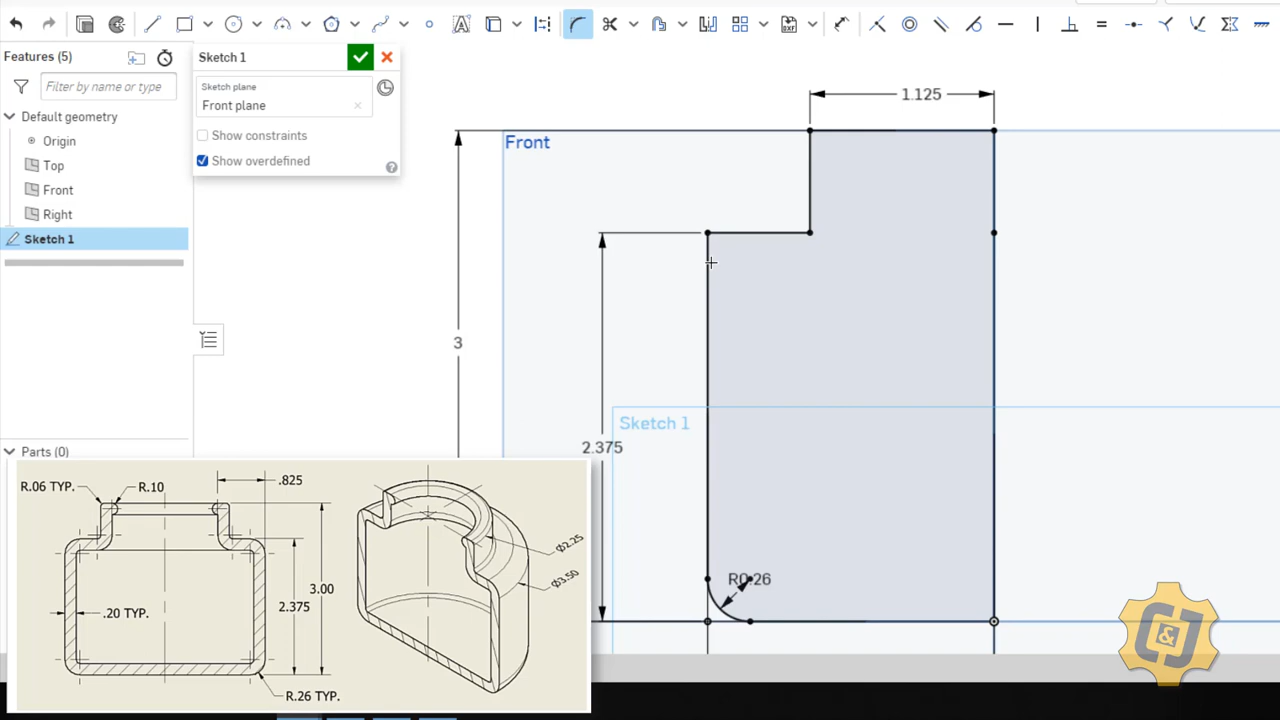 Sketch 1
Features (5)
Filter by name or type
Default geometry
Origin
Top
Front
Right
Sketch 1
Sketch plane
Front plane
Show constraints
Show overdefined
Front
1.125
3
2.375
Sketch 1
R0.26
Parts (0)
R.06 TYP.
R.10
.825
3.00
2.375
.20 TYP.
R.26 TYP.
Ø2.25
Ø3.50
&